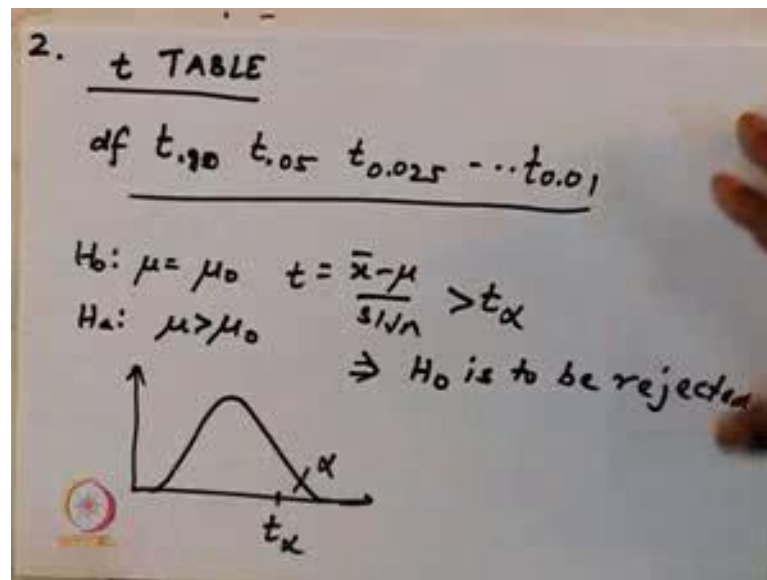 2. t TABLE
df t.90 t.05 t0.025 ---t0.01
H0: μ= μ0 t = x̄-μ / s/√n >tα
Ha: μ>μ0
⇒ H0 is to be rejected
α
tα